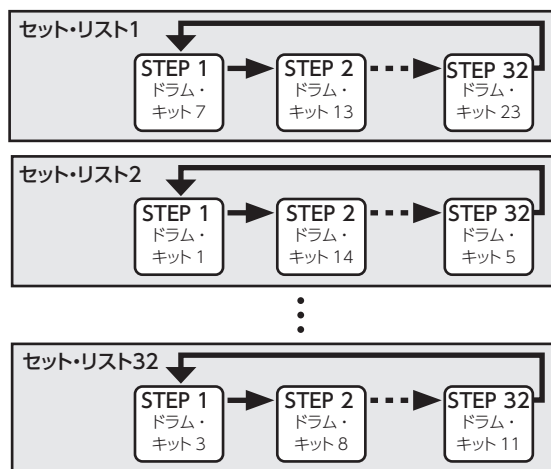 セット・リスト1
STEP 1
ドラム・
キット 7
STEP 2
ドラム・
キット 13
STEP 32
ドラム・
キット 23
セット・リスト2
STEP 1
ドラム・
キット 1
STEP 2
ドラム・
キット 14
STEP 32
ドラム・
キット 5
セット・リスト32
STEP 1
ドラム・
キット 3
STEP 2
ドラム・
キット 8
STEP 32
ドラム・
キット 11